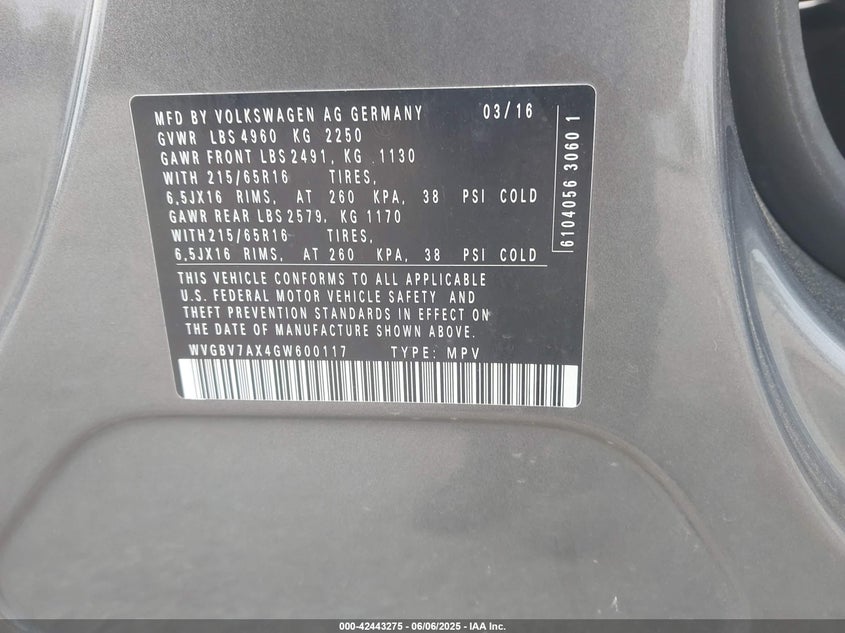 MFD BY VOLKSWAGEN AG GERMANY 03/16
GVWR LBS 4960 KG 2250
GAWR FRONT LBS 2491, KG 1130
WITH 215/65R16 TIRES,
6,5JX16 RIMS, AT 260 KPA, 38 PSI COLD
GAWR REAR LBS 2579, KG 1170
WITH215/65R16 TIRES,
6,5JX16 RIMS, AT 260 KPA, 38 PSI COLD
6104056 3060 1
THIS VEHICLE CONFORMS TO ALL APPLICABLE
U.S. FEDERAL MOTOR VEHICLE SAFETY AND
THEFT PREVENTION STANDARDS IN EFFECT ON
THE DATE OF MANUFACTURE SHOWN ABOVE.
WVGBV7AX4GW600117 TYPE: MPV
000-42443275 - 06/06/2025 - IAA Inc.